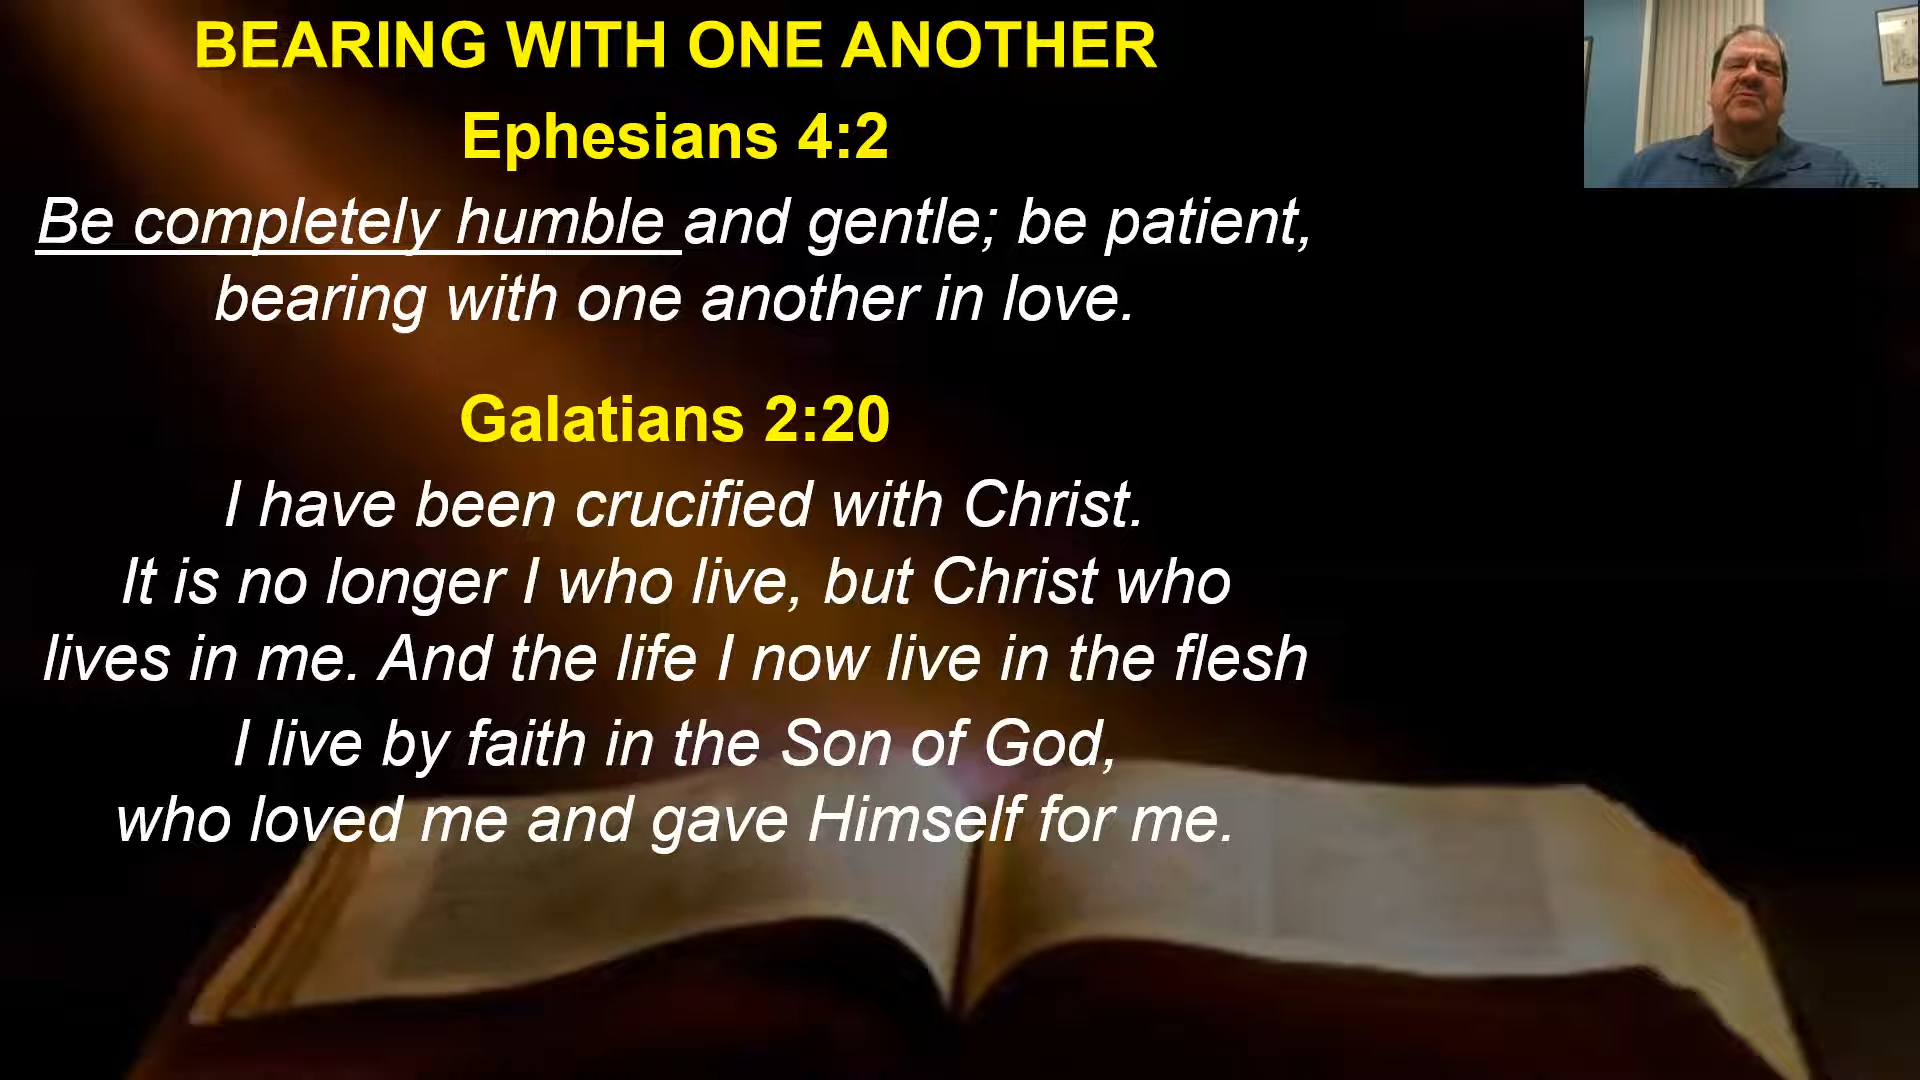 BEARING WITH ONE ANOTHER
Ephesians 4:2
Be completely humble and gentle; be patient,
bearing with one another in love.
Galatians 2:20
I have been crucified with Christ.
It is no longer I who live, but Christ who
lives in me. And the life I now live in the flesh
I live by faith in the Son of God,
who loved me and gave Himself for me.